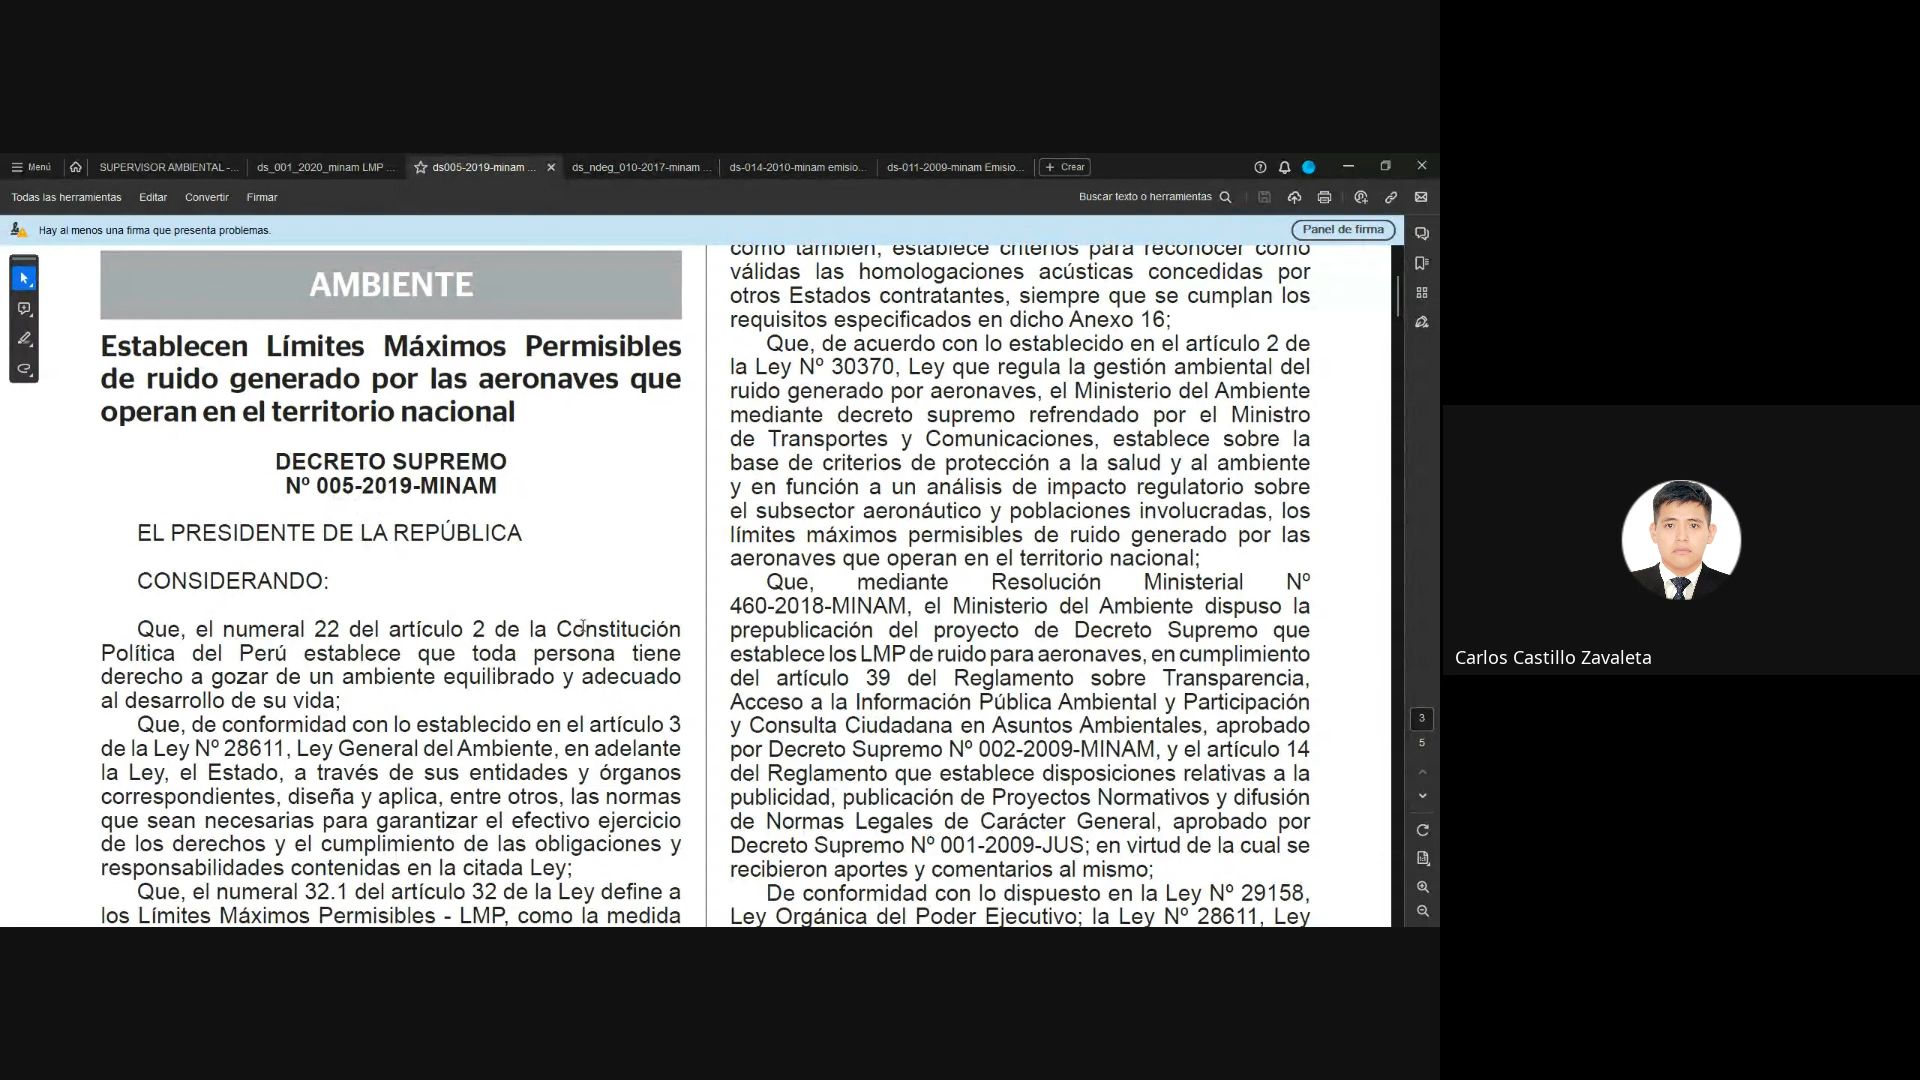 Menú
SUPERVISOR AMBIENTAL -...
ds_001_2020_minam LMP ...
ds005-2019-minam ...
ds_ndeg_010-2017-minam ...
ds-014-2010-minam emisio...
ds-011-2009-minam Emisio...
Crear
Todas las herramientas
Editar
Convertir
Firmar
Buscar texto o herramientas
Hay al menos una firma que presenta problemas.
Panel de firma
AMBIENTE
Establecen Límites Máximos Permisibles
de ruido generado por las aeronaves que
operan en el territorio nacional
DECRETO SUPREMO
Nº 005-2019-MINAM
EL PRESIDENTE DE LA REPÚBLICA
CONSIDERANDO:
Que, el numeral 22 del artículo 2 de la Constitución
Política del Perú establece que toda persona tiene
derecho a gozar de un ambiente equilibrado y adecuado
al desarrollo de su vida;
Que, de conformidad con lo establecido en el artículo 3
de la Ley Nº 28611, Ley General del Ambiente, en adelante
la Ley, el Estado, a través de sus entidades y órganos
correspondientes, diseña y aplica, entre otros, las normas
que sean necesarias para garantizar el efectivo ejercicio
de los derechos y el cumplimiento de las obligaciones y
responsabilidades contenidas en la citada Ley;
Que, el numeral 32.1 del artículo 32 de la Ley define a
los Límites Máximos Permisibles - LMP, como la medida
como también, establece criterios para reconocer como
válidas las homologaciones acústicas concedidas por
otros Estados contratantes, siempre que se cumplan los
requisitos especificados en dicho Anexo 16;
Que, de acuerdo con lo establecido en el artículo 2 de
la Ley Nº 30370, Ley que regula la gestión ambiental del
ruido generado por aeronaves, el Ministerio del Ambiente
mediante decreto supremo refrendado por el Ministro
de Transportes y Comunicaciones, establece sobre la
base de criterios de protección a la salud y al ambiente
y en función a un análisis de impacto regulatorio sobre
el subsector aeronáutico y poblaciones involucradas, los
límites máximos permisibles de ruido generado por las
aeronaves que operan en el territorio nacional;
Que, mediante Resolución Ministerial Nº
460-2018-MINAM, el Ministerio del Ambiente dispuso la
prepublicación del proyecto de Decreto Supremo que
establece los LMP de ruido para aeronaves, en cumplimiento
del artículo 39 del Reglamento sobre Transparencia,
Acceso a la Información Pública Ambiental y Participación
y Consulta Ciudadana en Asuntos Ambientales, aprobado
por Decreto Supremo Nº 002-2009-MINAM, y el artículo 14
del Reglamento que establece disposiciones relativas a la
publicidad, publicación de Proyectos Normativos y difusión
de Normas Legales de Carácter General, aprobado por
Decreto Supremo Nº 001-2009-JUS; en virtud de la cual se
recibieron aportes y comentarios al mismo;
De conformidad con lo dispuesto en la Ley Nº 29158,
Ley Orgánica del Poder Ejecutivo; la Ley Nº 28611, Ley
3
5
Carlos Castillo Zavaleta